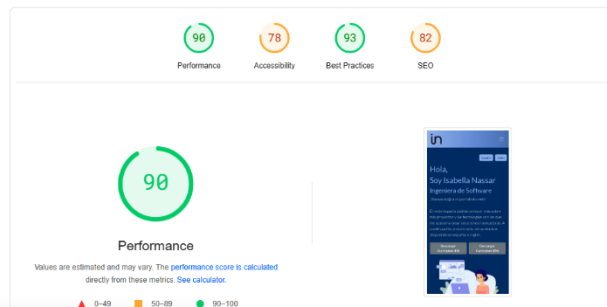 90
78
93
82
Performance
Accessibility
Best Practices
SEO
90
Performance
Values are estimated and may vary. The performance score is calculated
directly from these metrics. See calculator.
0–49
50–89
90–100
in
Hola,
Soy Isabella Nassar
Ingeniera de Software